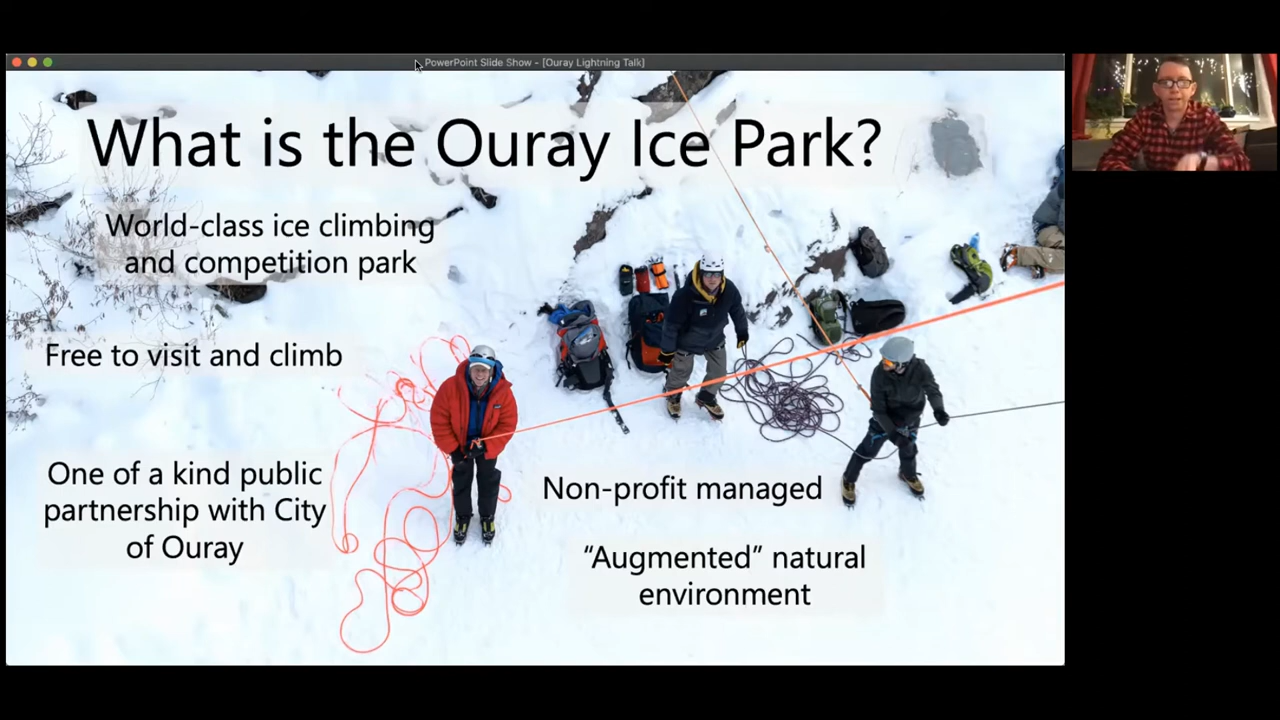 PowerPoint Slide Show - [Ouray Lightning Talk]
What is the Ouray Ice Park?
World-class ice climbing
and competition park
Free to visit and climb
One of a kind public
partnership with City
of Ouray
Non-profit managed
“Augmented” natural
environment